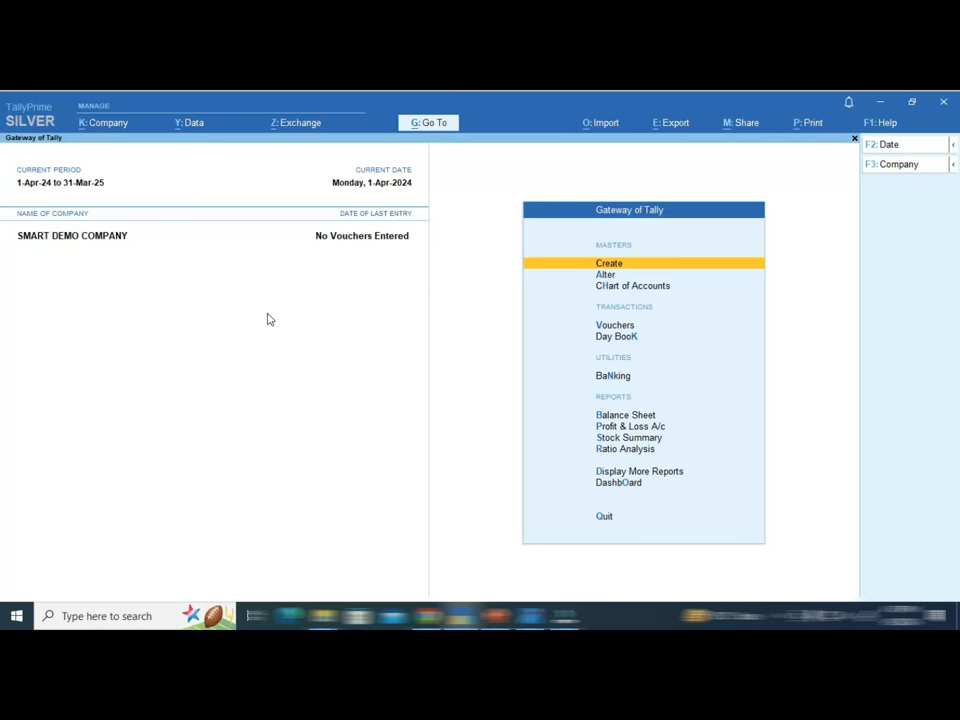 TallyPrime
SILVER
MANAGE
K: Company
Y: Data
Z: Exchange
G: Go To
O: Import
E: Export
M: Share
P: Print
F1: Help
Gateway of Tally
F2: Date
F3: Company
CURRENT PERIOD
CURRENT DATE
1-Apr-24 to 31-Mar-25
Monday, 1-Apr-2024
NAME OF COMPANY
DATE OF LAST ENTRY
SMART DEMO COMPANY
No Vouchers Entered
Gateway of Tally
MASTERS
Create
Alter
CHart of Accounts
TRANSACTIONS
Vouchers
Day BooK
UTILITIES
BaNking
REPORTS
Balance Sheet
Profit & Loss A/c
Stock Summary
Ratio Analysis
Display More Reports
DashbOard
Quit
Type here to search